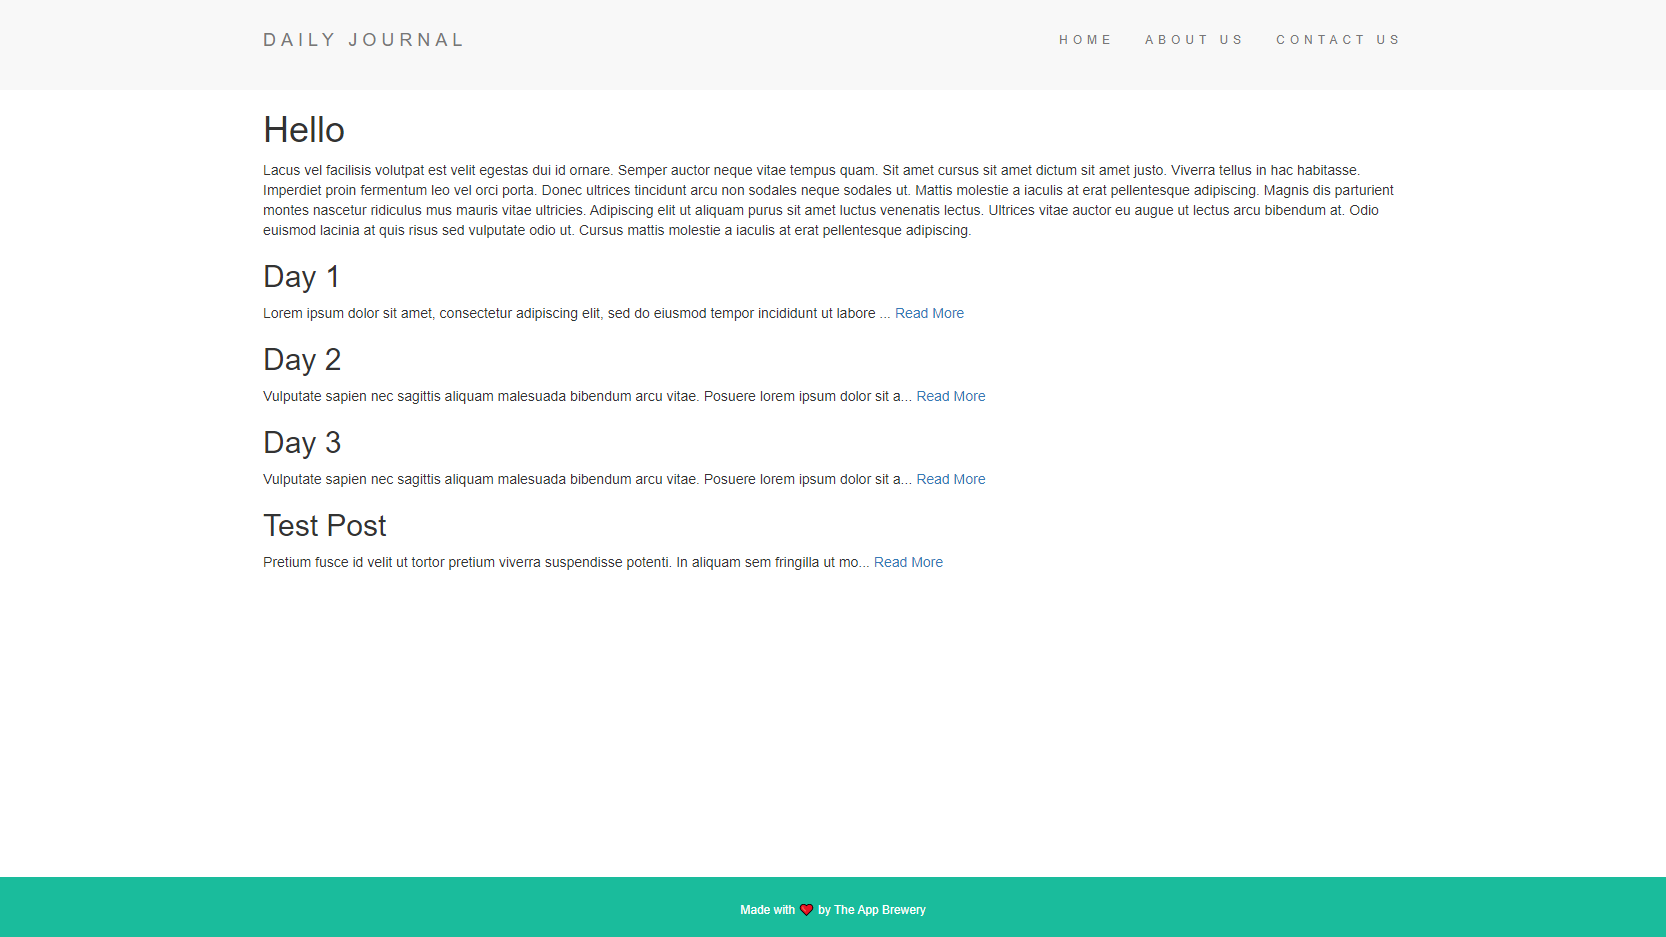 DAILY JOURNAL
HOME ABOUT US CONTACT US
Hello
Lacus vel facilisis volutpat est velit egestas dui id ornare. Semper auctor neque vitae tempus quam. Sit amet cursus sit amet dictum sit amet justo. Viverra tellus in hac habitasse.
Imperdiet proin fermentum leo vel orci porta. Donec ultrices tincidunt arcu non sodales neque sodales ut. Mattis molestie a iaculis at erat pellentesque adipiscing. Magnis dis parturient
montes nascetur ridiculus mus mauris vitae ultricies. Adipiscing elit ut aliquam purus sit amet luctus venenatis lectus. Ultrices vitae auctor eu augue ut lectus arcu bibendum at. Odio
euismod lacinia at quis risus sed vulputate odio ut. Cursus mattis molestie a iaculis at erat pellentesque adipiscing.
Day 1
Lorem ipsum dolor sit amet, consectetur adipiscing elit, sed do eiusmod tempor incididunt ut labore ... Read More
Day 2
Vulputate sapien nec sagittis aliquam malesuada bibendum arcu vitae. Posuere lorem ipsum dolor sit a... Read More
Day 3
Vulputate sapien nec sagittis aliquam malesuada bibendum arcu vitae. Posuere lorem ipsum dolor sit a... Read More
Test Post
Pretium fusce id velit ut tortor pretium viverra suspendisse potenti. In aliquam sem fringilla ut mo... Read More
Made with ❤️ by The App Brewery